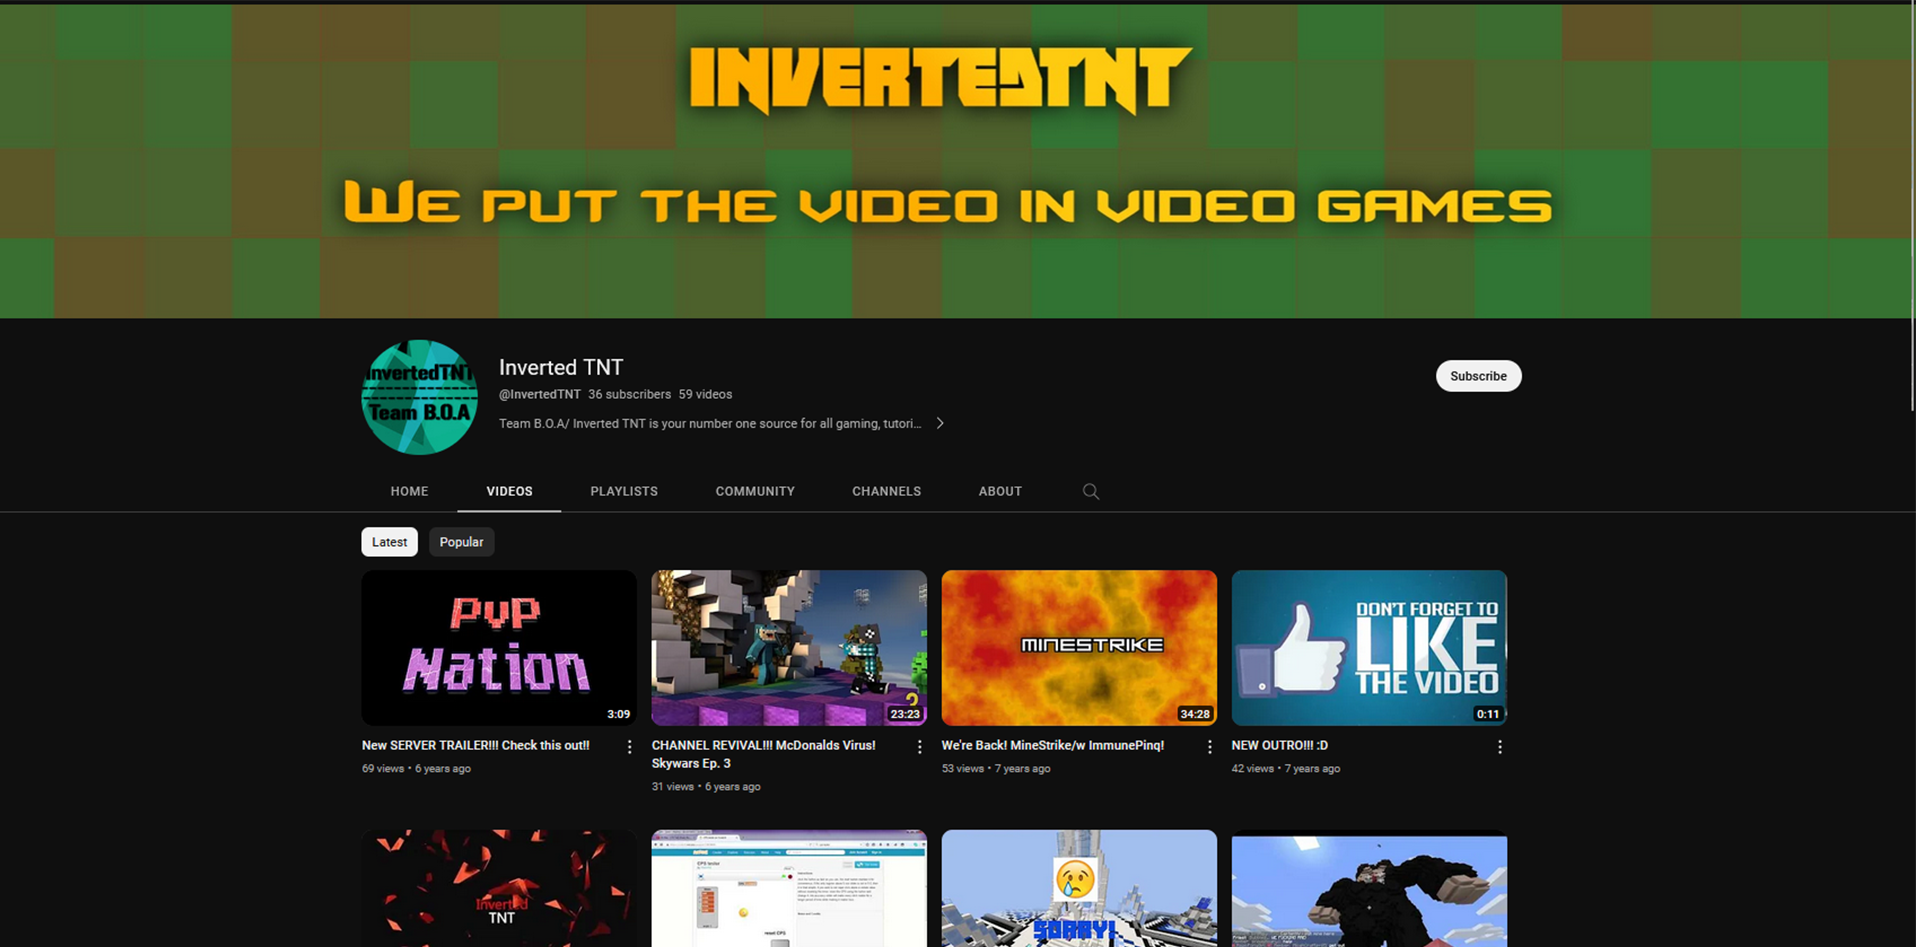 INVERTEDTNT
We put the video in video games
InvertedTNT
Team B.O.A
Inverted TNT
@InvertedTNT 36 subscribers 59 videos
Team B.O.A/ Inverted TNT is your number one source for all gaming, tutori...
Subscribe
HOME VIDEOS PLAYLISTS COMMUNITY CHANNELS ABOUT
Latest Popular
PvP
Nation
3:09
New SERVER TRAILER!!! Check this out!!
69 views • 6 years ago
23:23
CHANNEL REVIVAL!!! McDonalds Virus!
Skywars Ep. 3
31 views • 6 years ago
MINESTRIKE
34:28
We're Back! MineStrike/w ImmunePinq!
53 views • 7 years ago
DON'T FORGET TO
LIKE
THE VIDEO
0:11
NEW OUTRO!!! :D
42 views • 7 years ago
Inverted
TNT
SORRY!